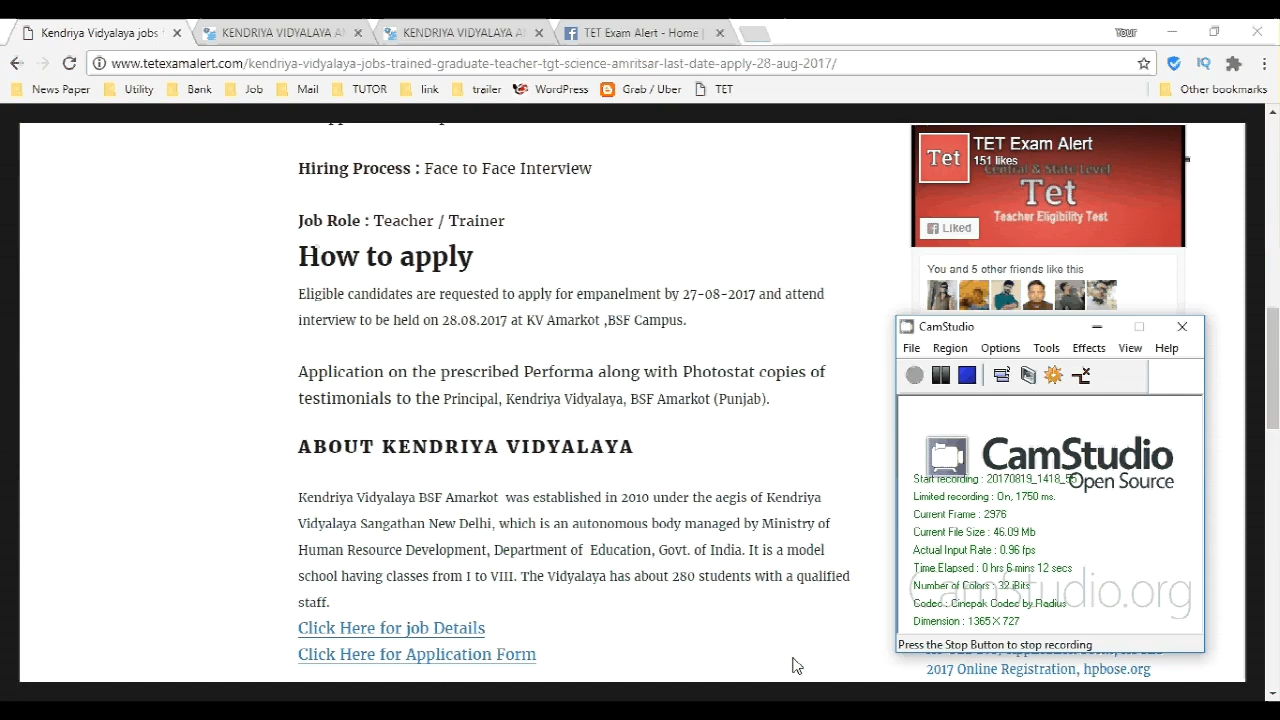 Kendriya Vidyalaya jobs
KENDRIYA VIDYALAYA A
KENDRIYA VIDYALAYA A
TET Exam Alert - Home |
Your
www.tetexamalert.com/kendriya-vidyalaya-jobs-trained-graduate-teacher-tgt-science-amritsar-last-date-apply-28-aug-2017/
News Paper
Utility
Bank
Job
Mail
TUTOR
link
trailer
WordPress
Grab / Uber
TET
Other bookmarks
Hiring Process : Face to Face Interview
Job Role : Teacher / Trainer
How to apply
Eligible candidates are requested to apply for empanelment by 27-08-2017 and attend
interview to be held on 28.08.2017 at KV Amarkot ,BSF Campus.
Application on the prescribed Performa along with Photostat copies of
testimonials to the Principal, Kendriya Vidyalaya, BSF Amarkot (Punjab).
ABOUT KENDRIYA VIDYALAYA
Kendriya Vidyalaya BSF Amarkot was established in 2010 under the aegis of Kendriya
Vidyalaya Sangathan New Delhi, which is an autonomous body managed by Ministry of
Human Resource Development, Department of Education, Govt. of India. It is a model
school having classes from I to VIII. The Vidyalaya has about 280 students with a qualified
staff.
Click Here for job Details
Click Here for Application Form
Tet
TET Exam Alert
151 likes
Central & State Level
Tet
Teacher Eligibility Test
Liked
You and 5 other friends like this
CamStudio
File Region Options Tools Effects View Help
CamStudio
Open Source
Start recording : 20170819_1418_5
Limited recording : On, 1750 ms.
Current Frame : 2976
Current File Size : 46.09 Mb
Actual Input Rate : 0.96 fps
Time Elapsed : 0 hrs 6 mins 12 secs
Number of Colors : 32 Bits
Codec : Cinepak Codec by Radius
Dimension : 1365 X 727
CamStudio.org
Press the Stop Button to stop recording
2017 Online Registration, hpbose.org